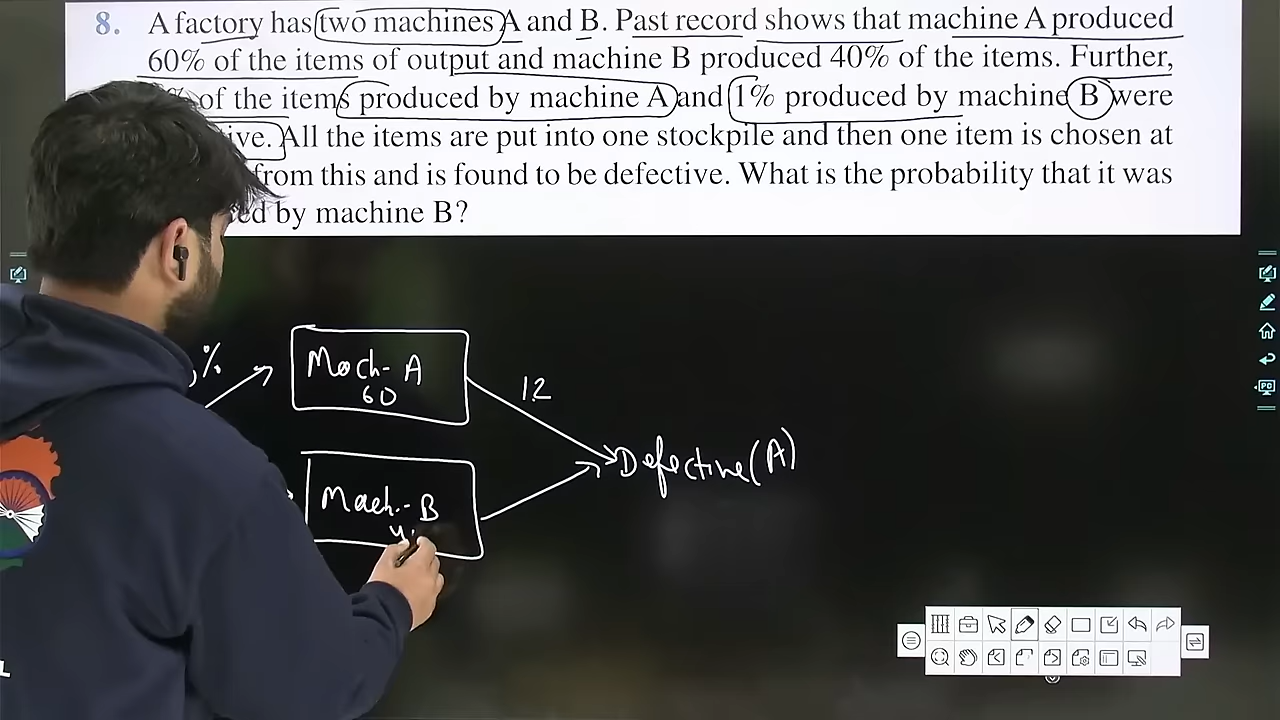 8. A factory has two machines A and B. Past record shows that machine A produced
60% of the items of output and machine B produced 40% of the items. Further,
% of the items produced by machine A and 1% produced by machine B were
ive. All the items are put into one stockpile and then one item is chosen at
from this and is found to be defective. What is the probability that it was
ed by machine B?
%
Mach- A
60
12
Defective(A)
Mach.- B
PD
L